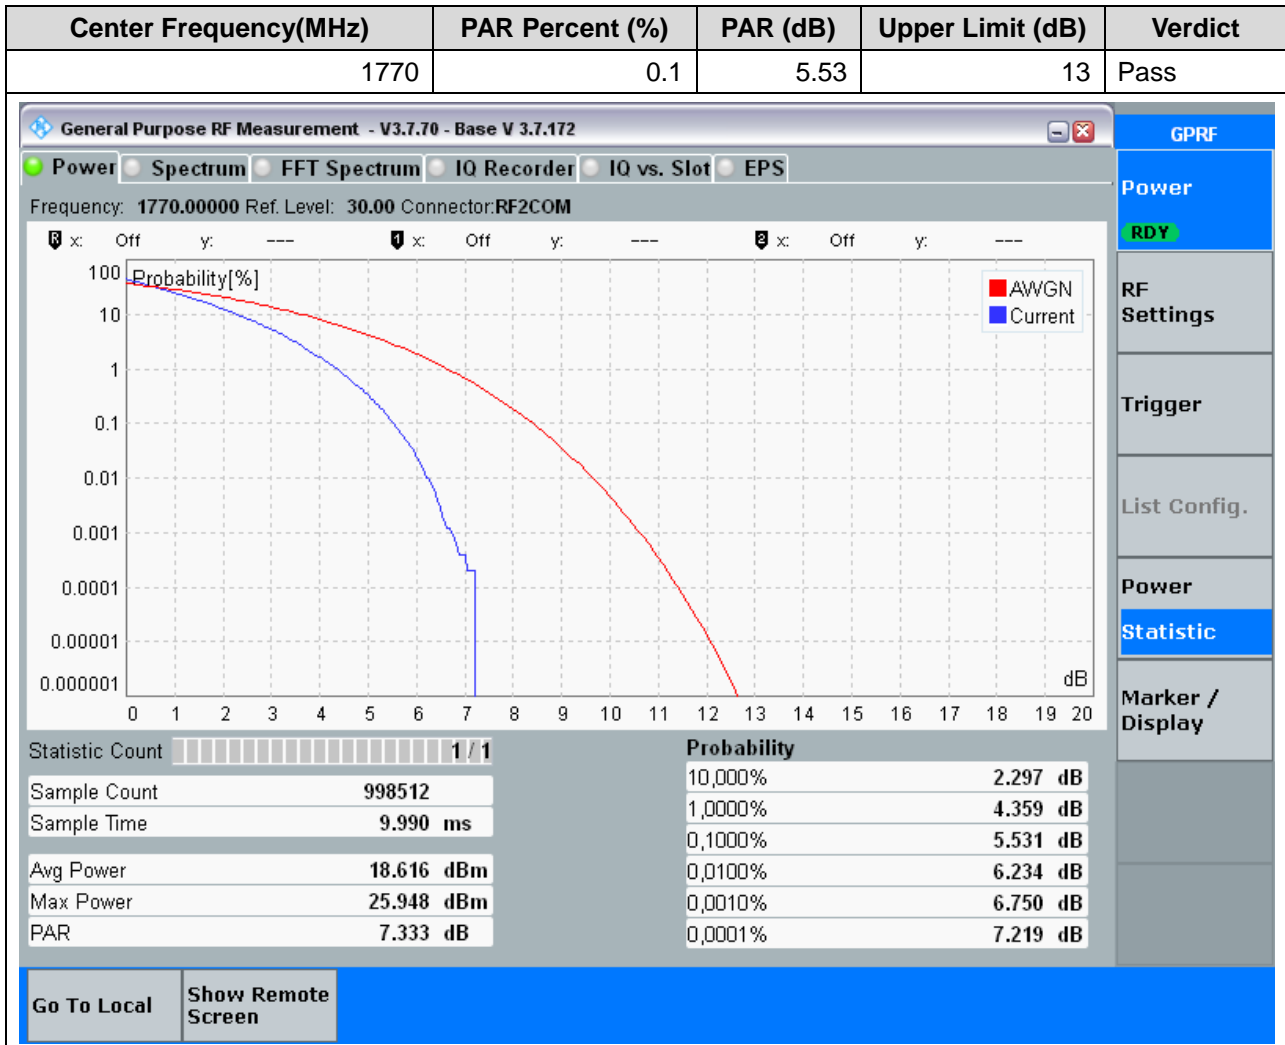 Center Frequency(MHz) PAR Percent (%) PAR (dB) Upper Limit (dB) Verdict
1770 0.1 5.53 13 Pass
General Purpose RF Measurement - V3.7.70 - Base V 3.7.172
GPRF
Power Spectrum FFT Spectrum IQ Recorder IQ vs. Slot EPS
Frequency: 1770.00000 Ref. Level: 30.00 Connector:RF2COM
R x: Off y: --- 1 x: Off y: --- 2 x: Off y: ---
Probability[%]
AWGN
Current
100
10
1
0.1
0.01
0.001
0.0001
0.00001
0.000001
dB
0 1 2 3 4 5 6 7 8 9 10 11 12 13 14 15 16 17 18 19 20
Statistic Count 1 / 1
Sample Count 998512
Sample Time 9.990 ms
Avg Power 18.616 dBm
Max Power 25.948 dBm
PAR 7.333 dB
Probability
10,000% 2.297 dB
1,0000% 4.359 dB
0,1000% 5.531 dB
0,0100% 6.234 dB
0,0010% 6.750 dB
0,0001% 7.219 dB
Power
RDY
RF
Settings
Trigger
List Config.
Power
Statistic
Marker /
Display
Go To Local
Show Remote
Screen